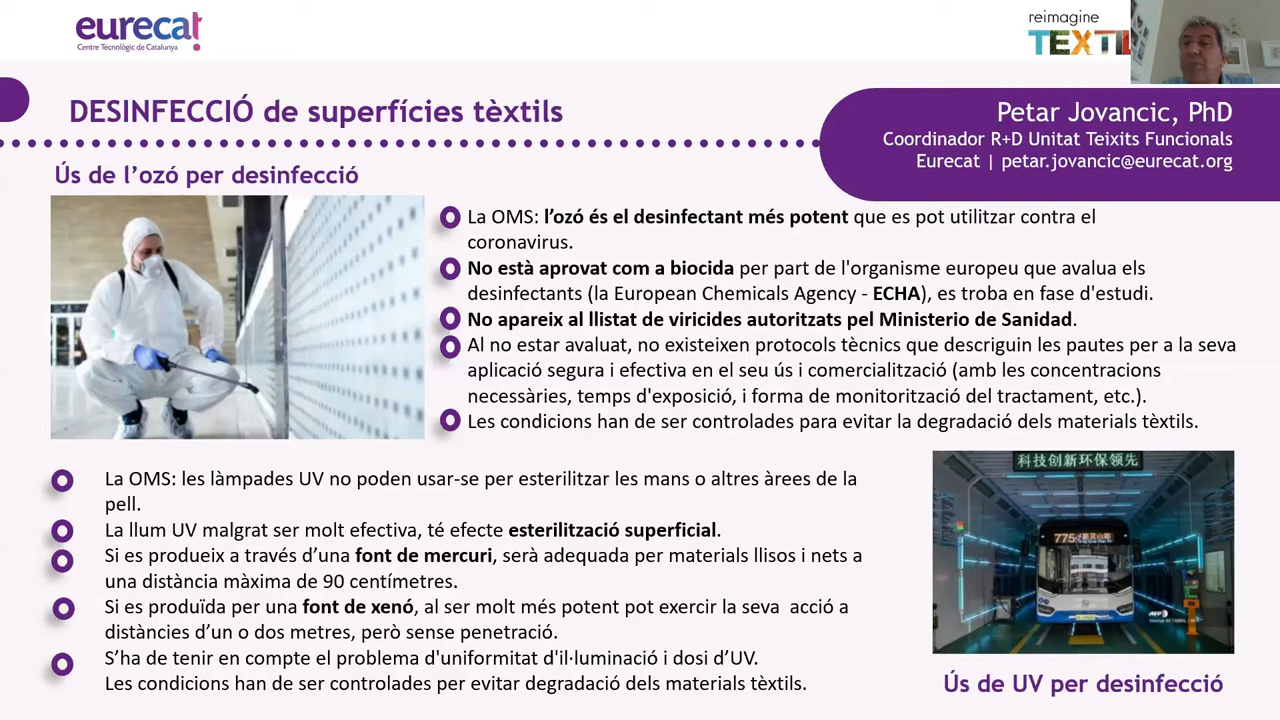 eurecat
Centre Tecnològic de Catalunya
reimagine
TEXTIL
DESINFECCIÓ de superfícies tèxtils
Petar Jovancic, PhD
Coordinador R+D Unitat Teixits Funcionals
Eurecat | petar.jovancic@eurecat.org
Ús de l’ozó per desinfecció
La OMS: l’ozó és el desinfectant més potent que es pot utilitzar contra el
coronavirus.
No està aprovat com a biocida per part de l'organisme europeu que avalua els
desinfectants (la European Chemicals Agency - ECHA), es troba en fase d'estudi.
No apareix al llistat de viricides autoritzats pel Ministerio de Sanidad.
Al no estar avaluat, no existeixen protocols tècnics que descriguin les pautes per a la seva
aplicació segura i efectiva en el seu ús i comercialització (amb les concentracions
necessàries, temps d'exposició, i forma de monitorització del tractament, etc.).
Les condicions han de ser controlades para evitar la degradació dels materials tèxtils.
La OMS: les làmpades UV no poden usar-se per esterilitzar les mans o altres àrees de la
pell.
La llum UV malgrat ser molt efectiva, té efecte esterilització superficial.
Si es produeix a través d’una font de mercuri, serà adequada per materials llisos i nets a
una distància màxima de 90 centímetres.
Si es produïda per una font de xenó, al ser molt més potent pot exercir la seva  acció a
distàncies d’un o dos metres, però sense penetració.
S’ha de tenir en compte el problema d'uniformitat d'il·luminació i dosi d’UV.
Les condicions han de ser controlades per evitar degradació dels materials tèxtils.
科技创新环保领先
775
AFP
Ús de UV per desinfecció